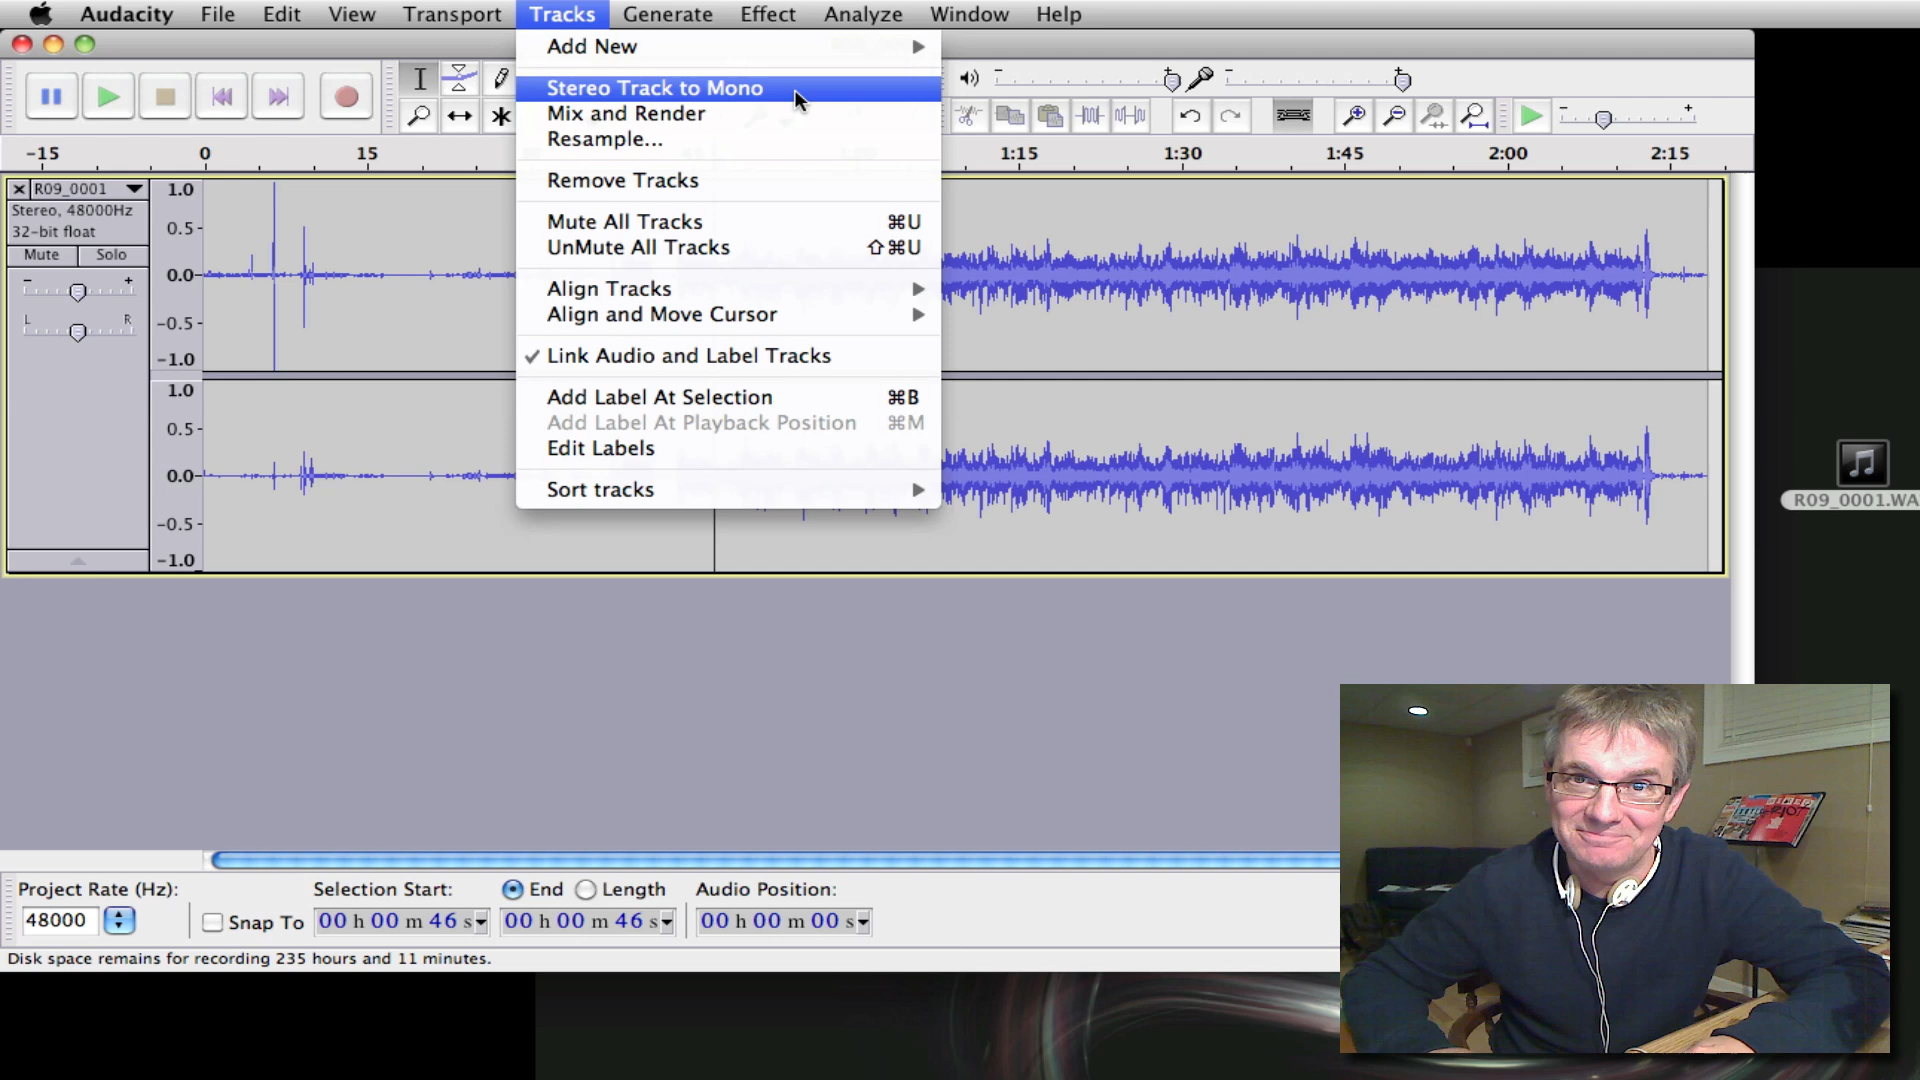 Audacity File Edit View Transport Tracks Generate Effect Analyze Window Help
Add New
Stereo Track to Mono
Mix and Render
Resample...
Remove Tracks
Mute All Tracks ⌘U
UnMute All Tracks ⇧⌘U
Align Tracks
Align and Move Cursor
Link Audio and Label Tracks
Add Label At Selection ⌘B
Add Label At Playback Position ⌘M
Edit Labels
Sort tracks
-15 0 15 1:15 1:30 1:45 2:00 2:15
R09_0001
Stereo, 48000Hz
32-bit float
Mute Solo
- +
L R
1.0
0.5-
0.0-
-0.5-
-1.0
1.0
0.5-
0.0-
-0.5-
-1.0
R09_0001.WA
Project Rate (Hz): Selection Start: End Length Audio Position:
48000 Snap To 00 h 00 m 46 s 00 h 00 m 46 s 00 h 00 m 00 s
Disk space remains for recording 235 hours and 11 minutes.